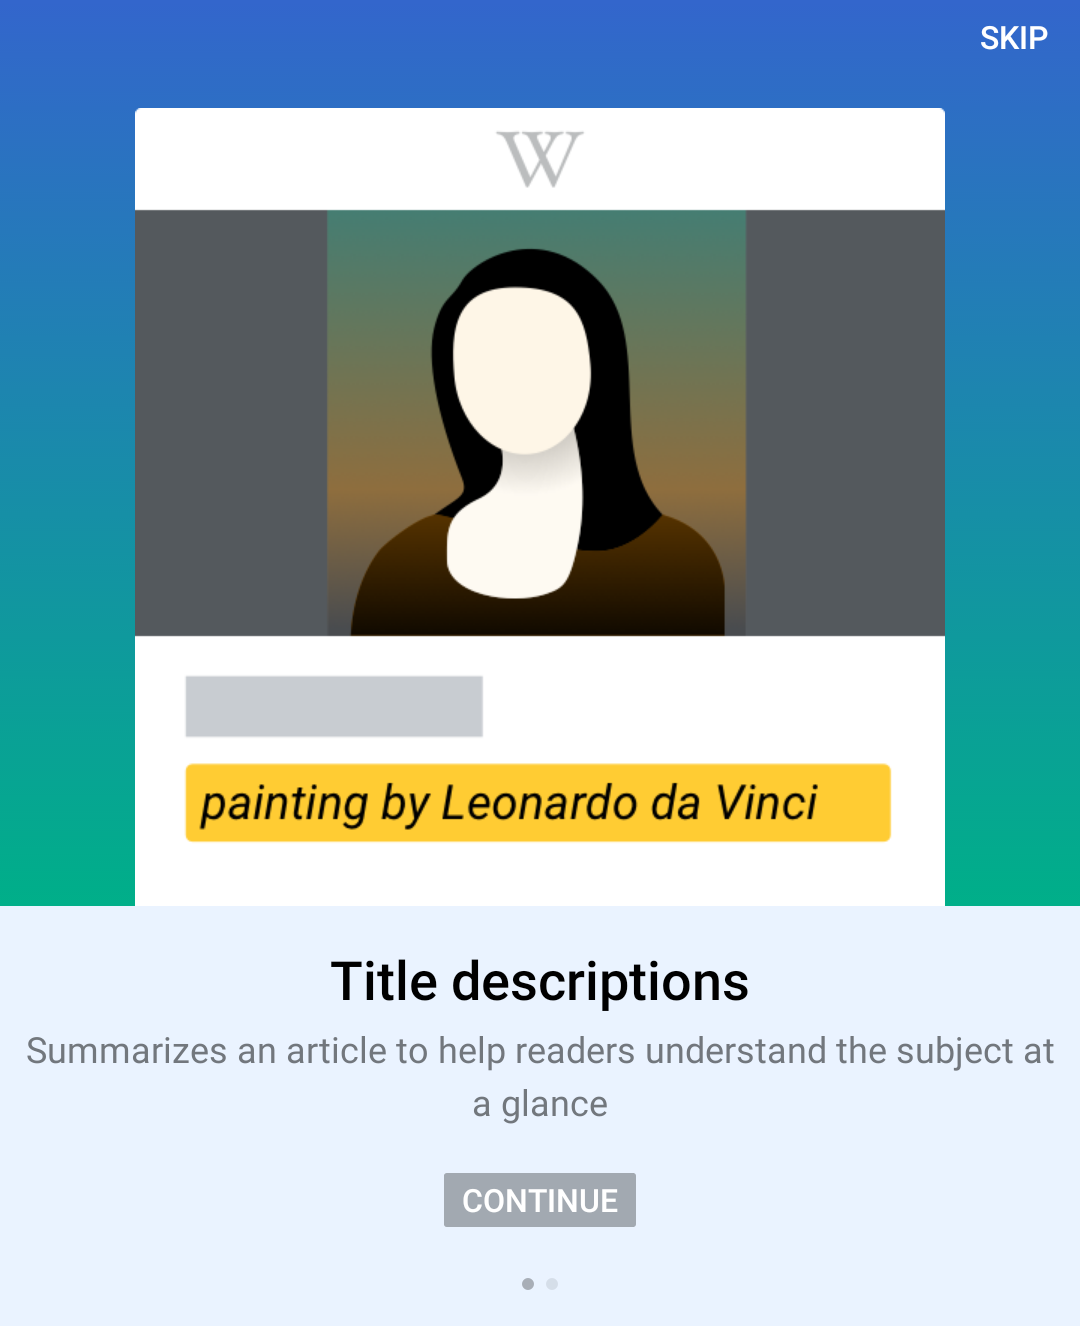 SKIP
W
painting by Leonardo da Vinci
Title descriptions
Summarizes an article to help readers understand the subject at
a glance
CONTINUE